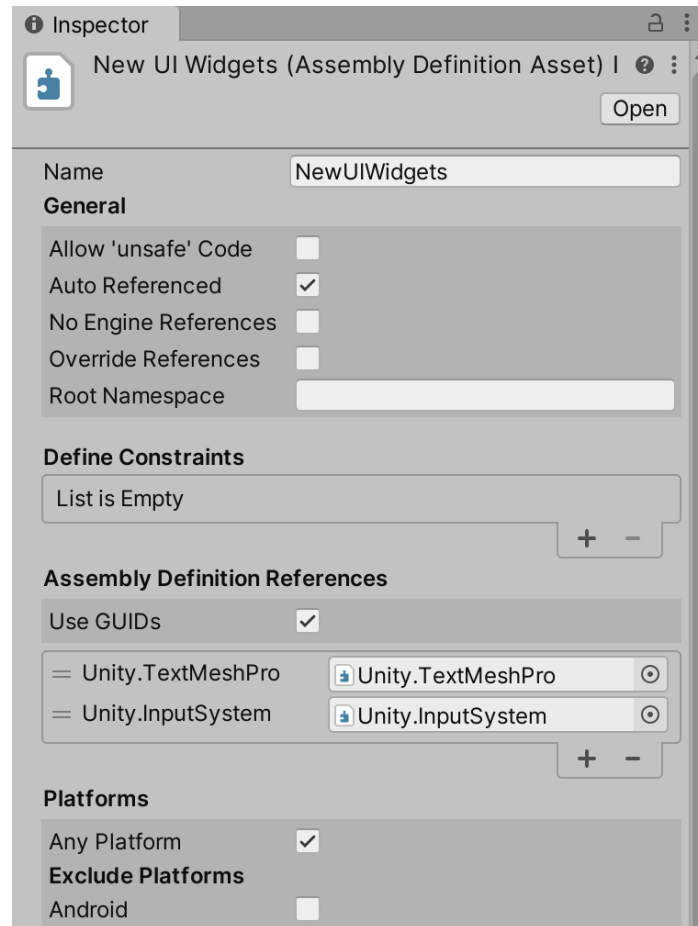 Inspector
New UI Widgets (Assembly Definition Asset) I
Open
Name NewUIWidgets
General
Allow 'unsafe' Code
Auto Referenced
No Engine References
Override References
Root Namespace
Define Constraints
List is Empty
Assembly Definition References
Use GUIDs
Unity.TextMeshPro Unity.TextMeshPro
Unity.InputSystem Unity.InputSystem
Platforms
Any Platform
Exclude Platforms
Android